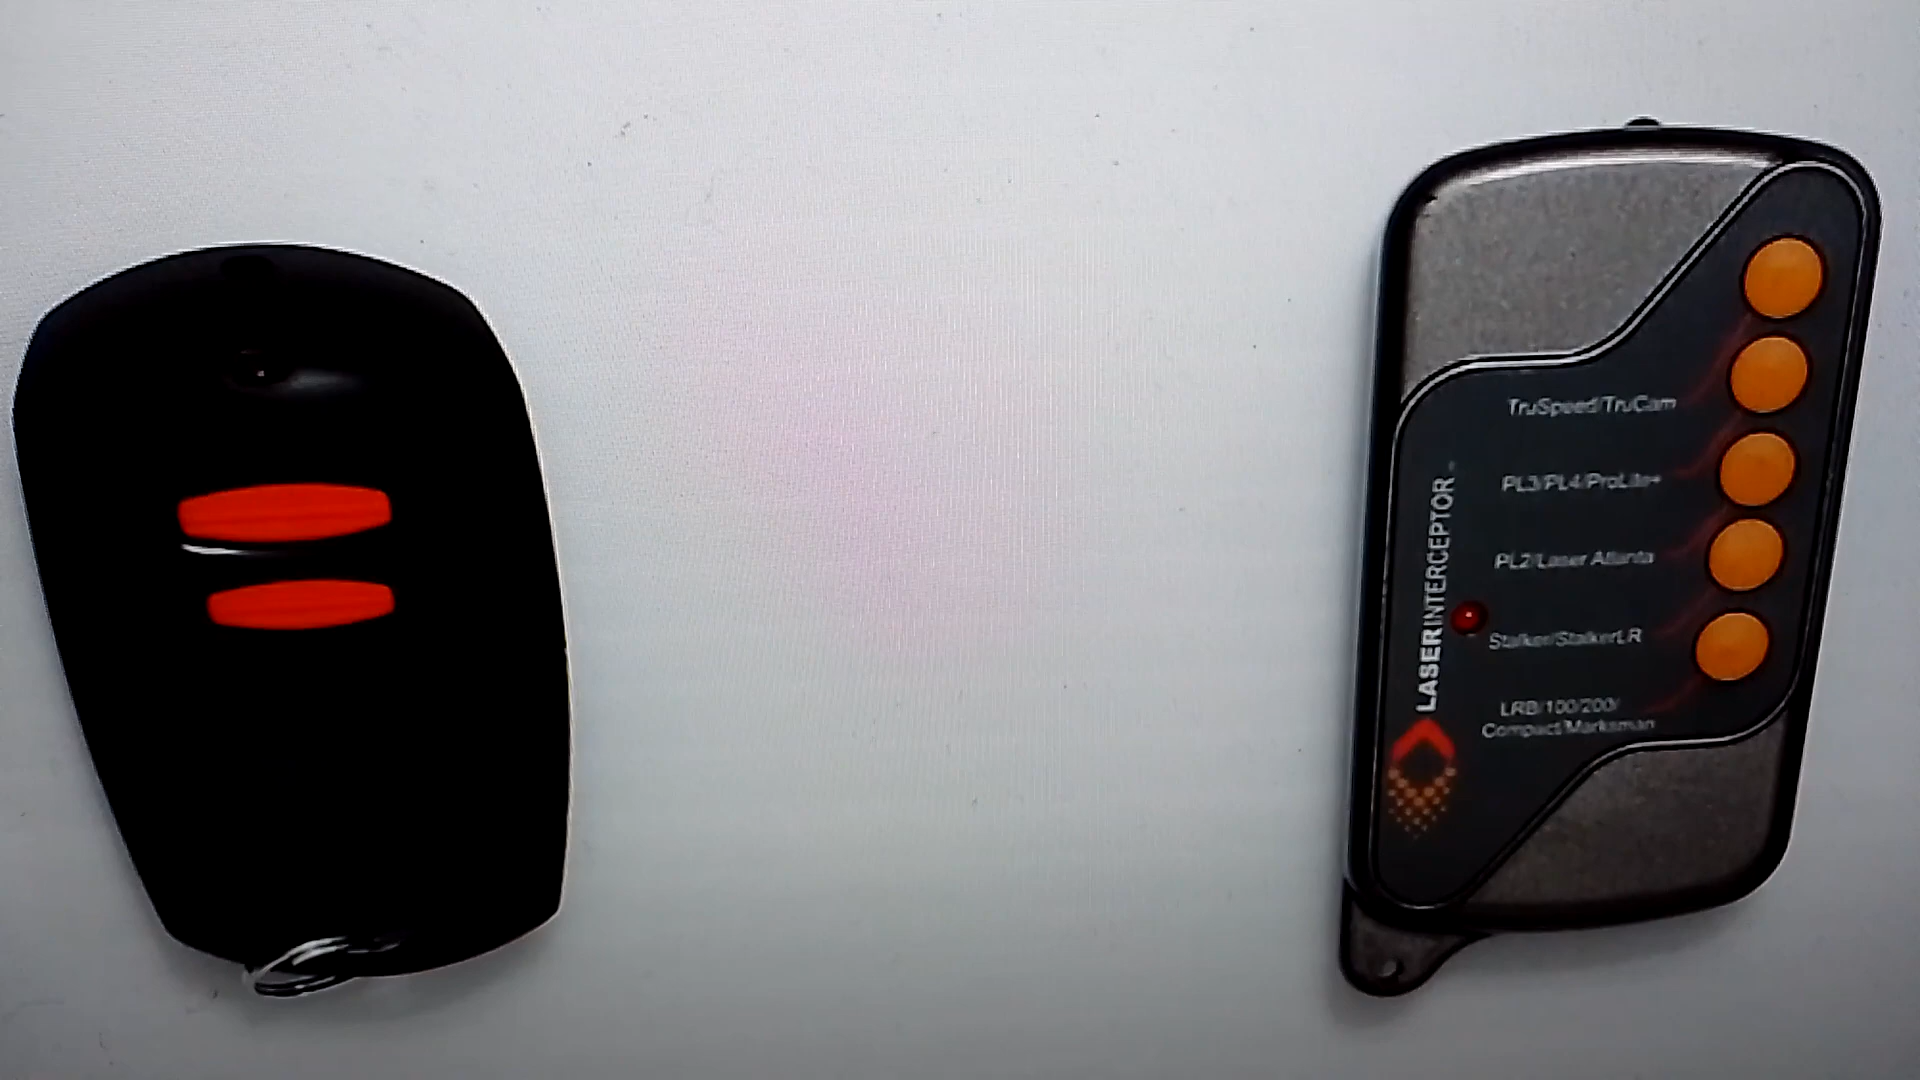 TruSpeed/TruCam
PL3/PL4/ProLite+
PL2/Laser Atlanta
Stalker/StalkerLR
LRB/100/200/
Compact/Marksman
LASERINTERCEPTOR